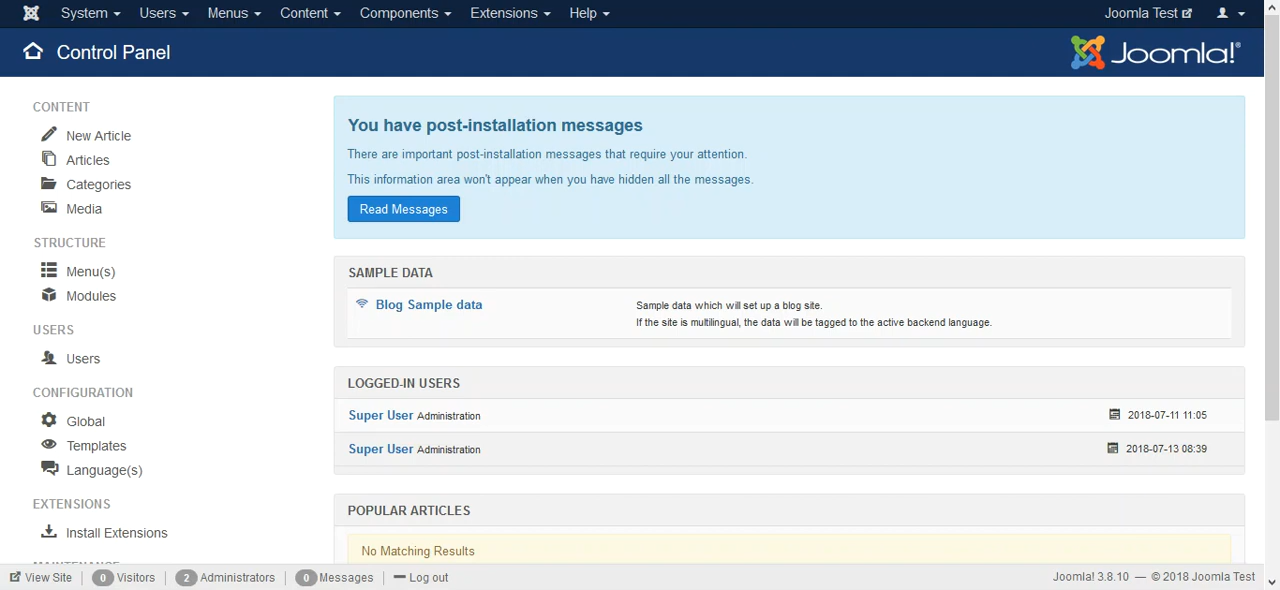 System Users Menus Content Components Extensions Help Joomla Test
Control Panel
Joomla!®
CONTENT
New Article
Articles
Categories
Media
STRUCTURE
Menu(s)
Modules
USERS
Users
CONFIGURATION
Global
Templates
Language(s)
EXTENSIONS
Install Extensions
You have post-installation messages
There are important post-installation messages that require your attention.
This information area won't appear when you have hidden all the messages.
Read Messages
SAMPLE DATA
Blog Sample data
Sample data which will set up a blog site.
If the site is multilingual, the data will be tagged to the active backend language.
LOGGED-IN USERS
Super User Administration 2018-07-11 11:05
Super User Administration 2018-07-13 08:39
POPULAR ARTICLES
No Matching Results
View Site 0 Visitors 2 Administrators 0 Messages Log out Joomla! 3.8.10 — © 2018 Joomla Test